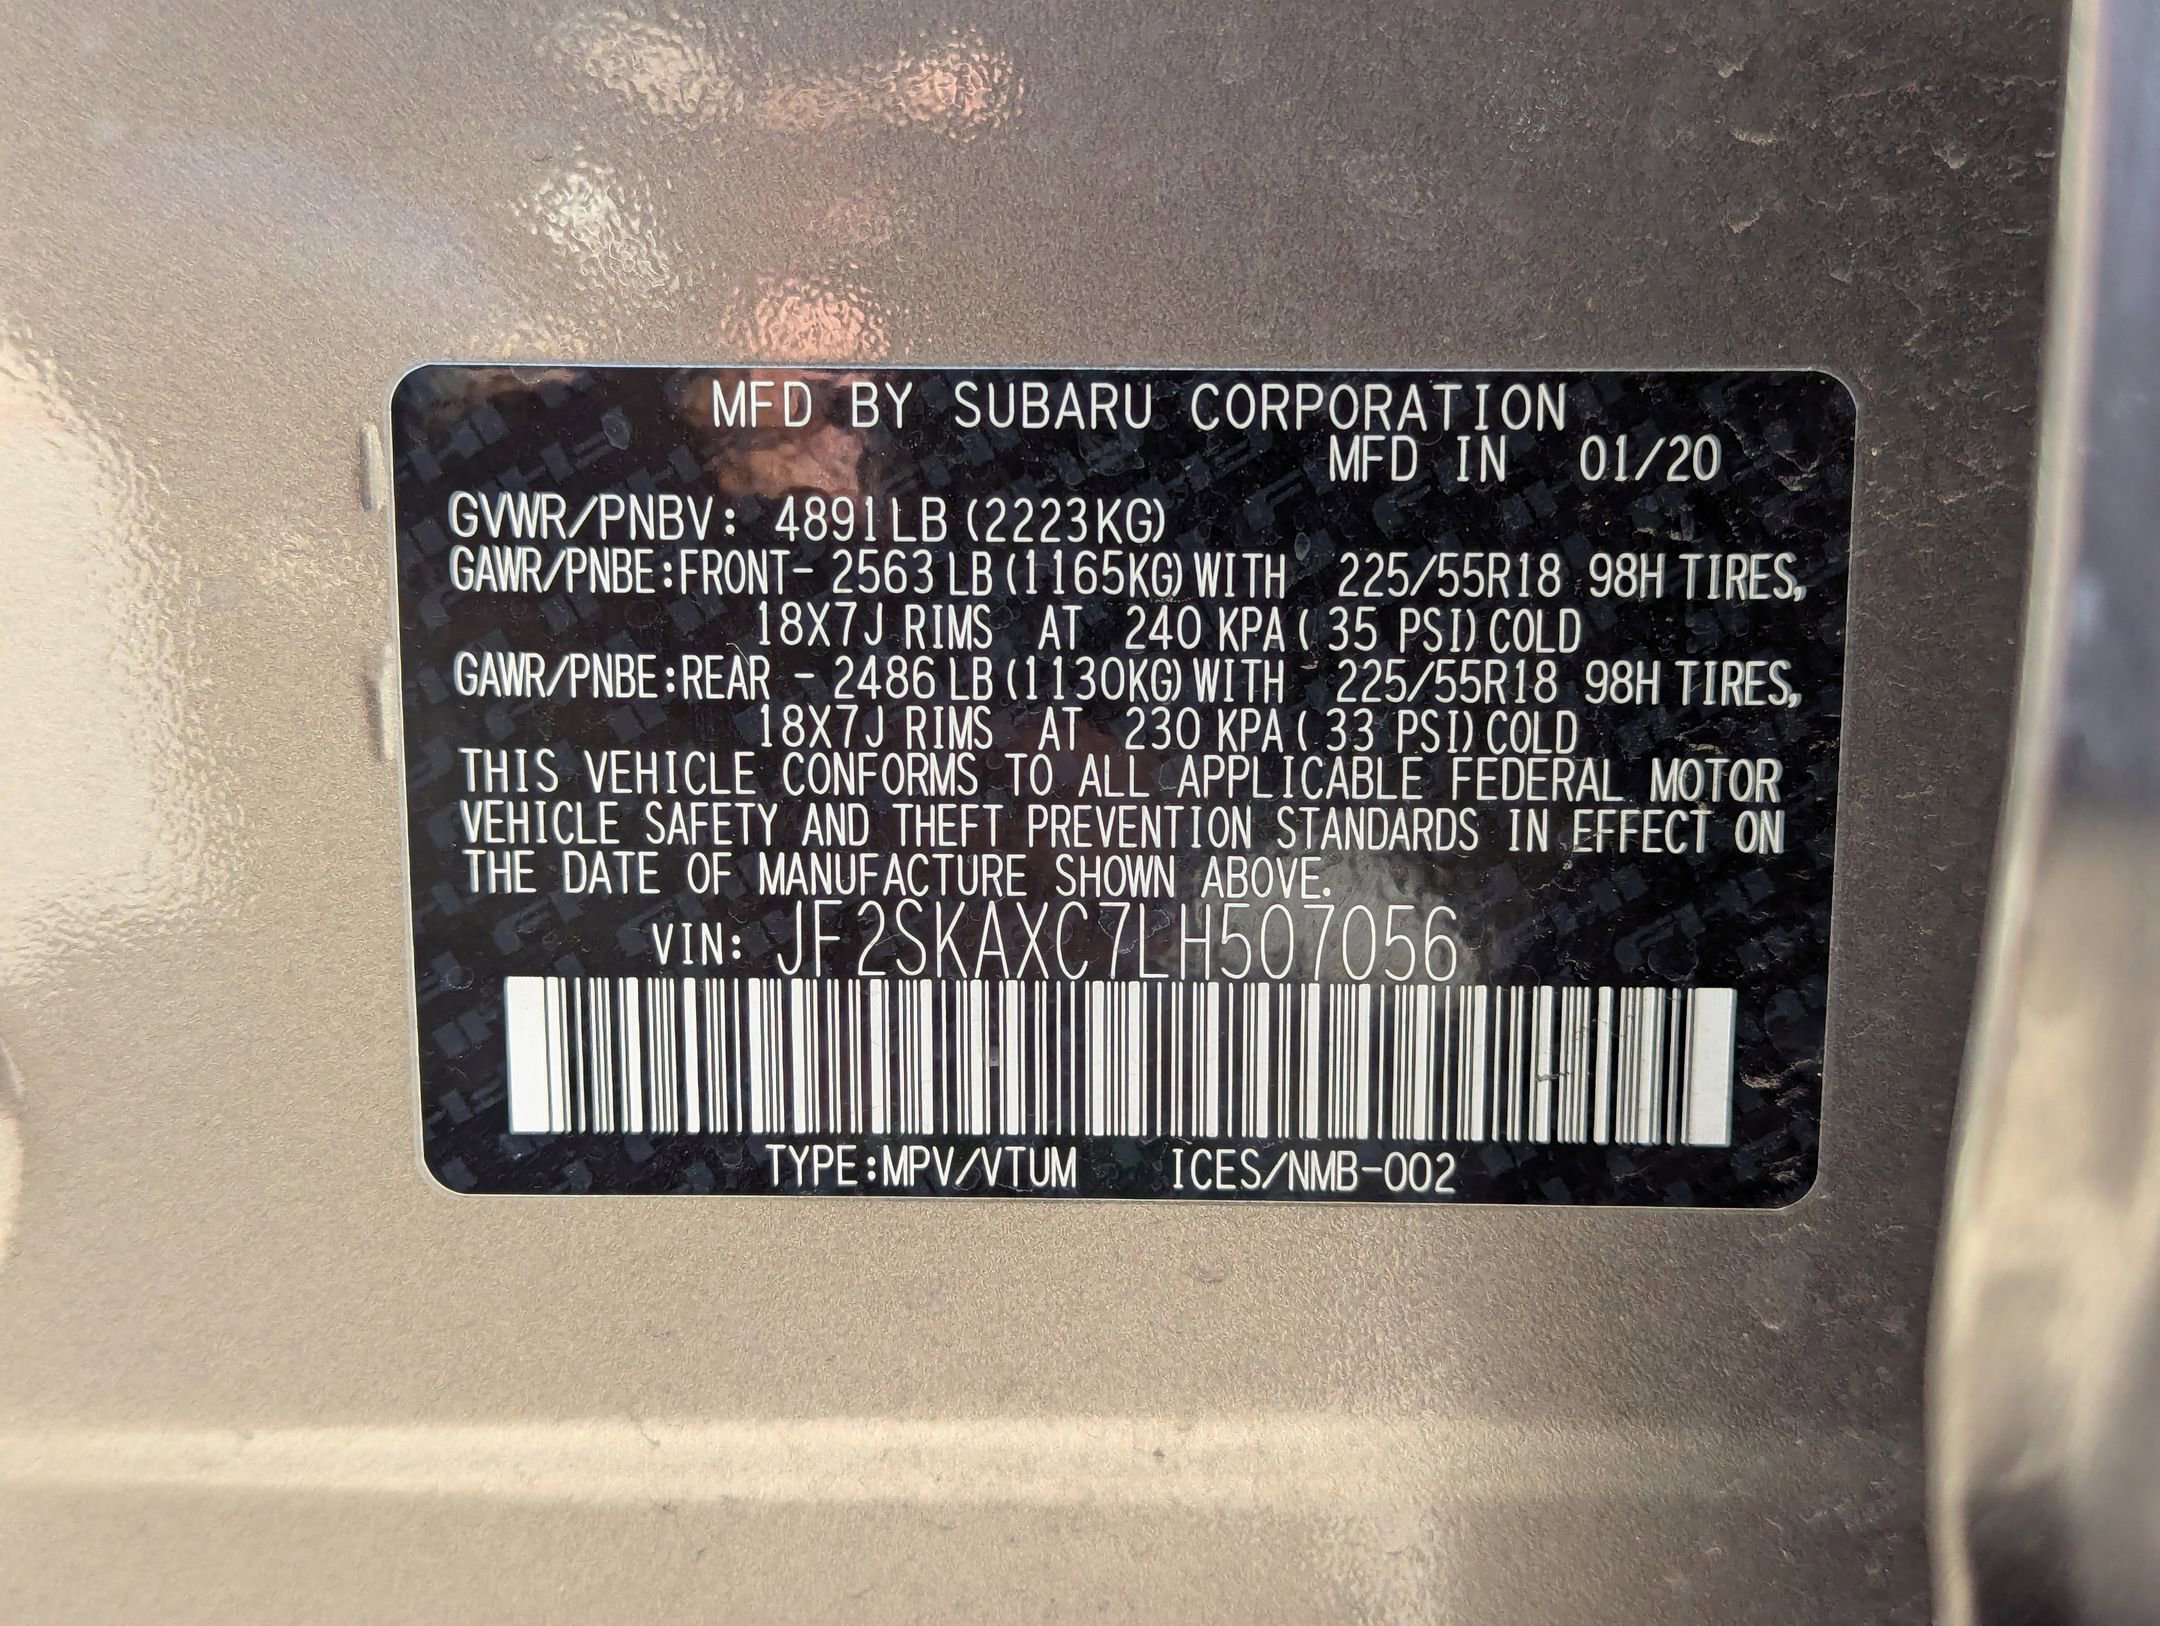 MFD BY SUBARU CORPORATION
MFD IN 01/20
GVWR/PNBV: 4891LB (2223KG)
GAWR/PNBE:FRONT- 2563 LB (1165KG) WITH 225/55R18 98H TIRES,
18X7J RIMS AT 240 KPA ( 35 PSI) COLD
GAWR/PNBE:REAR - 2486 LB (1130KG) WITH 225/55R18 98H TIRES,
18X7J RIMS AT 230 KPA ( 33 PSI) COLD
THIS VEHICLE CONFORMS TO ALL APPLICABLE FEDERAL MOTOR
VEHICLE SAFETY AND THEFT PREVENTION STANDARDS IN EFFECT ON
THE DATE OF MANUFACTURE SHOWN ABOVE.
VIN: JF2SKAXC7LH507056
TYPE:MPV/VTUM ICES/NMB-002